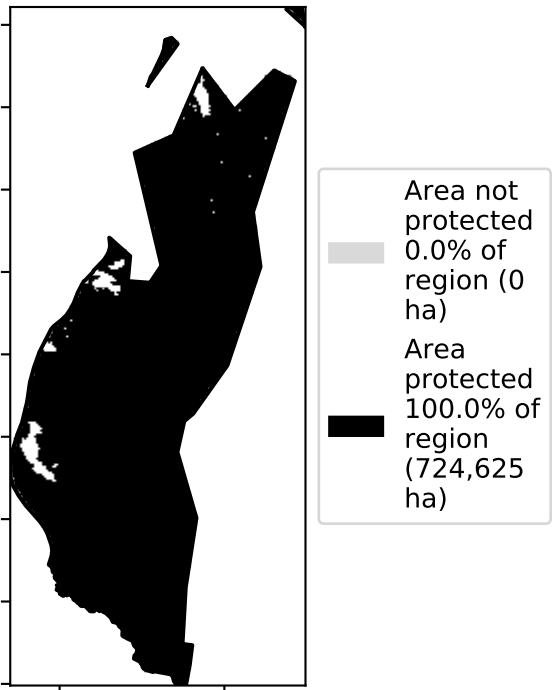 Area not
protected
0.0% of
region (0
ha)
Area
protected
100.0% of
region
(724,625
ha)